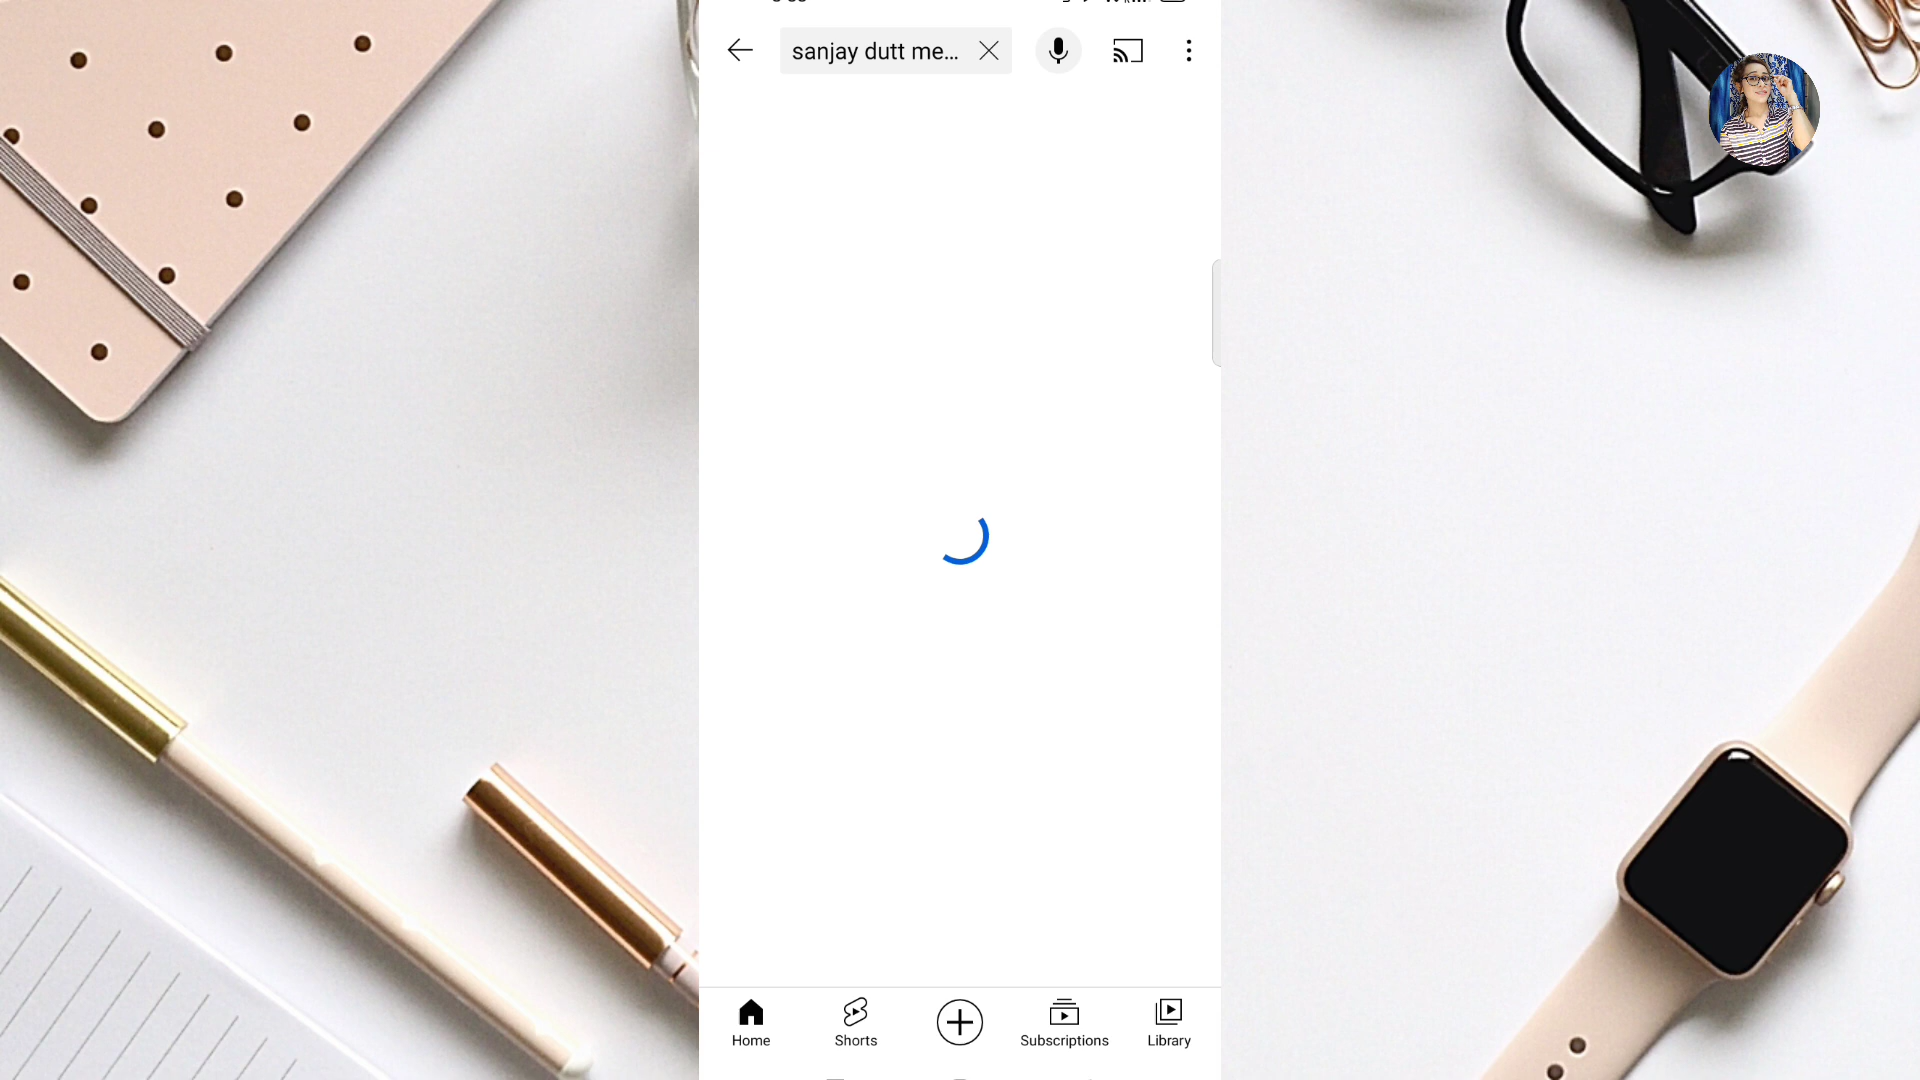 sanjay dutt me...
Home
Shorts
Subscriptions
Library